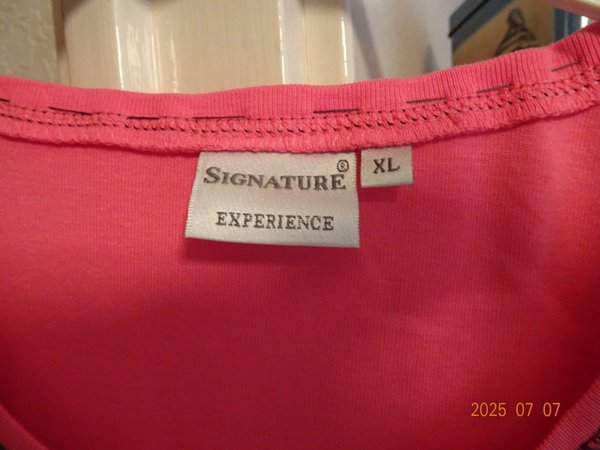 SIGNATURE®
XL
EXPERIENCE
2025 07 07